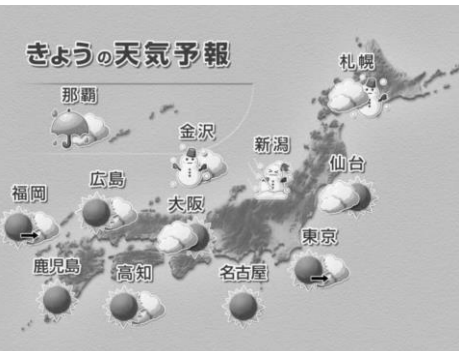 きょうの天気予報
札幌
那覇
金沢
新潟
仙台
広島
福岡
大阪
東京
鹿児島
高知
名古屋